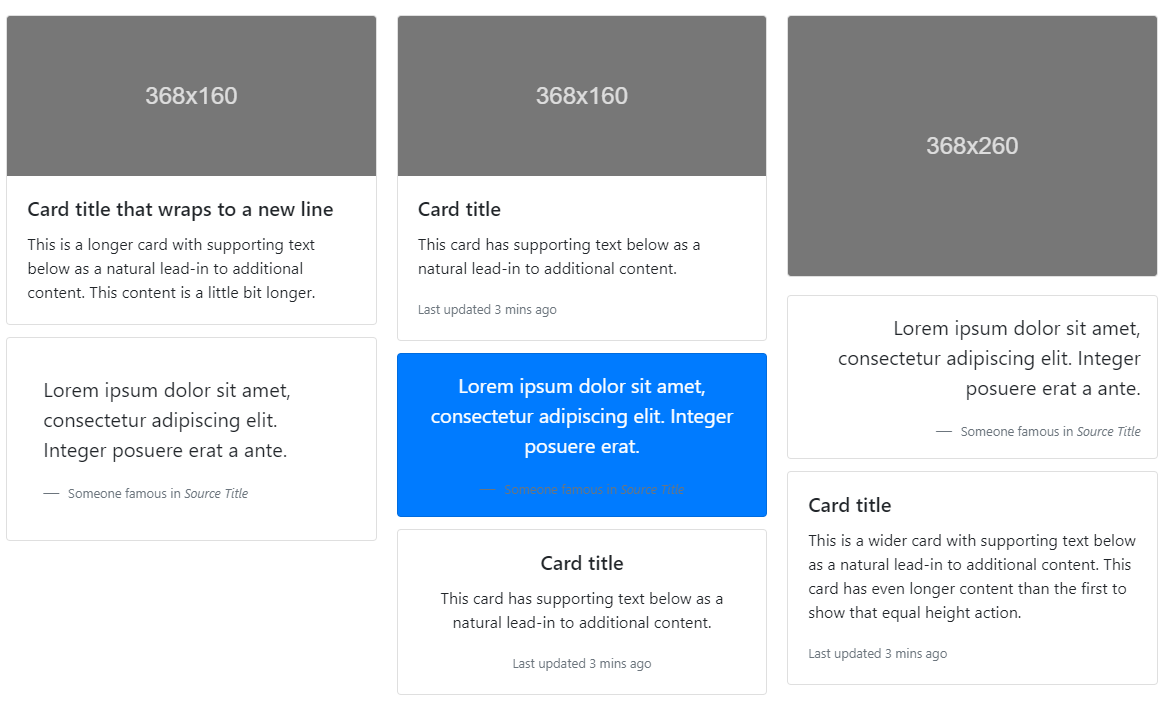 368x160
Card title that wraps to a new line
This is a longer card with supporting text
below as a natural lead-in to additional
content. This content is a little bit longer.
Lorem ipsum dolor sit amet,
consectetur adipiscing elit.
Integer posuere erat a ante.
— Someone famous in Source Title
368x160
Card title
This card has supporting text below as a
natural lead-in to additional content.
Last updated 3 mins ago
Lorem ipsum dolor sit amet,
consectetur adipiscing elit. Integer
posuere erat.
— Someone famous in Source Title
Card title
This card has supporting text below as a
natural lead-in to additional content.
Last updated 3 mins ago
368x260
Lorem ipsum dolor sit amet,
consectetur adipiscing elit. Integer
posuere erat a ante.
— Someone famous in Source Title
Card title
This is a wider card with supporting text below
as a natural lead-in to additional content. This
card has even longer content than the first to
show that equal height action.
Last updated 3 mins ago